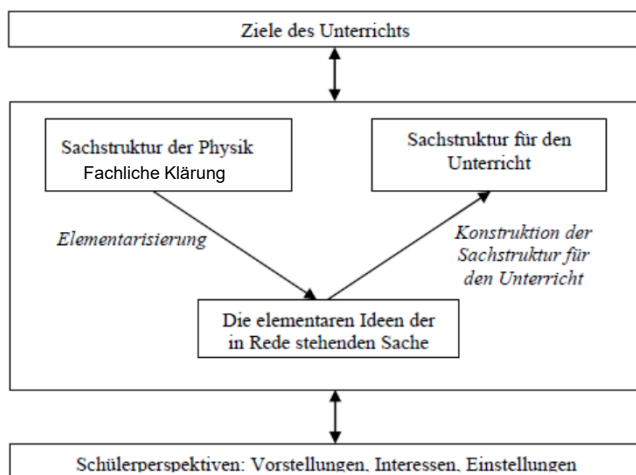 Ziele des Unterrichts
Sachstruktur der Physik
Fachliche Klärung
Sachstruktur für den
Unterricht
Elementarisierung
Konstruktion der
Sachstruktur für
den Unterricht
Die elementaren Ideen der
in Rede stehenden Sache
Schülerperspektiven: Vorstellungen, Interessen, Einstellungen